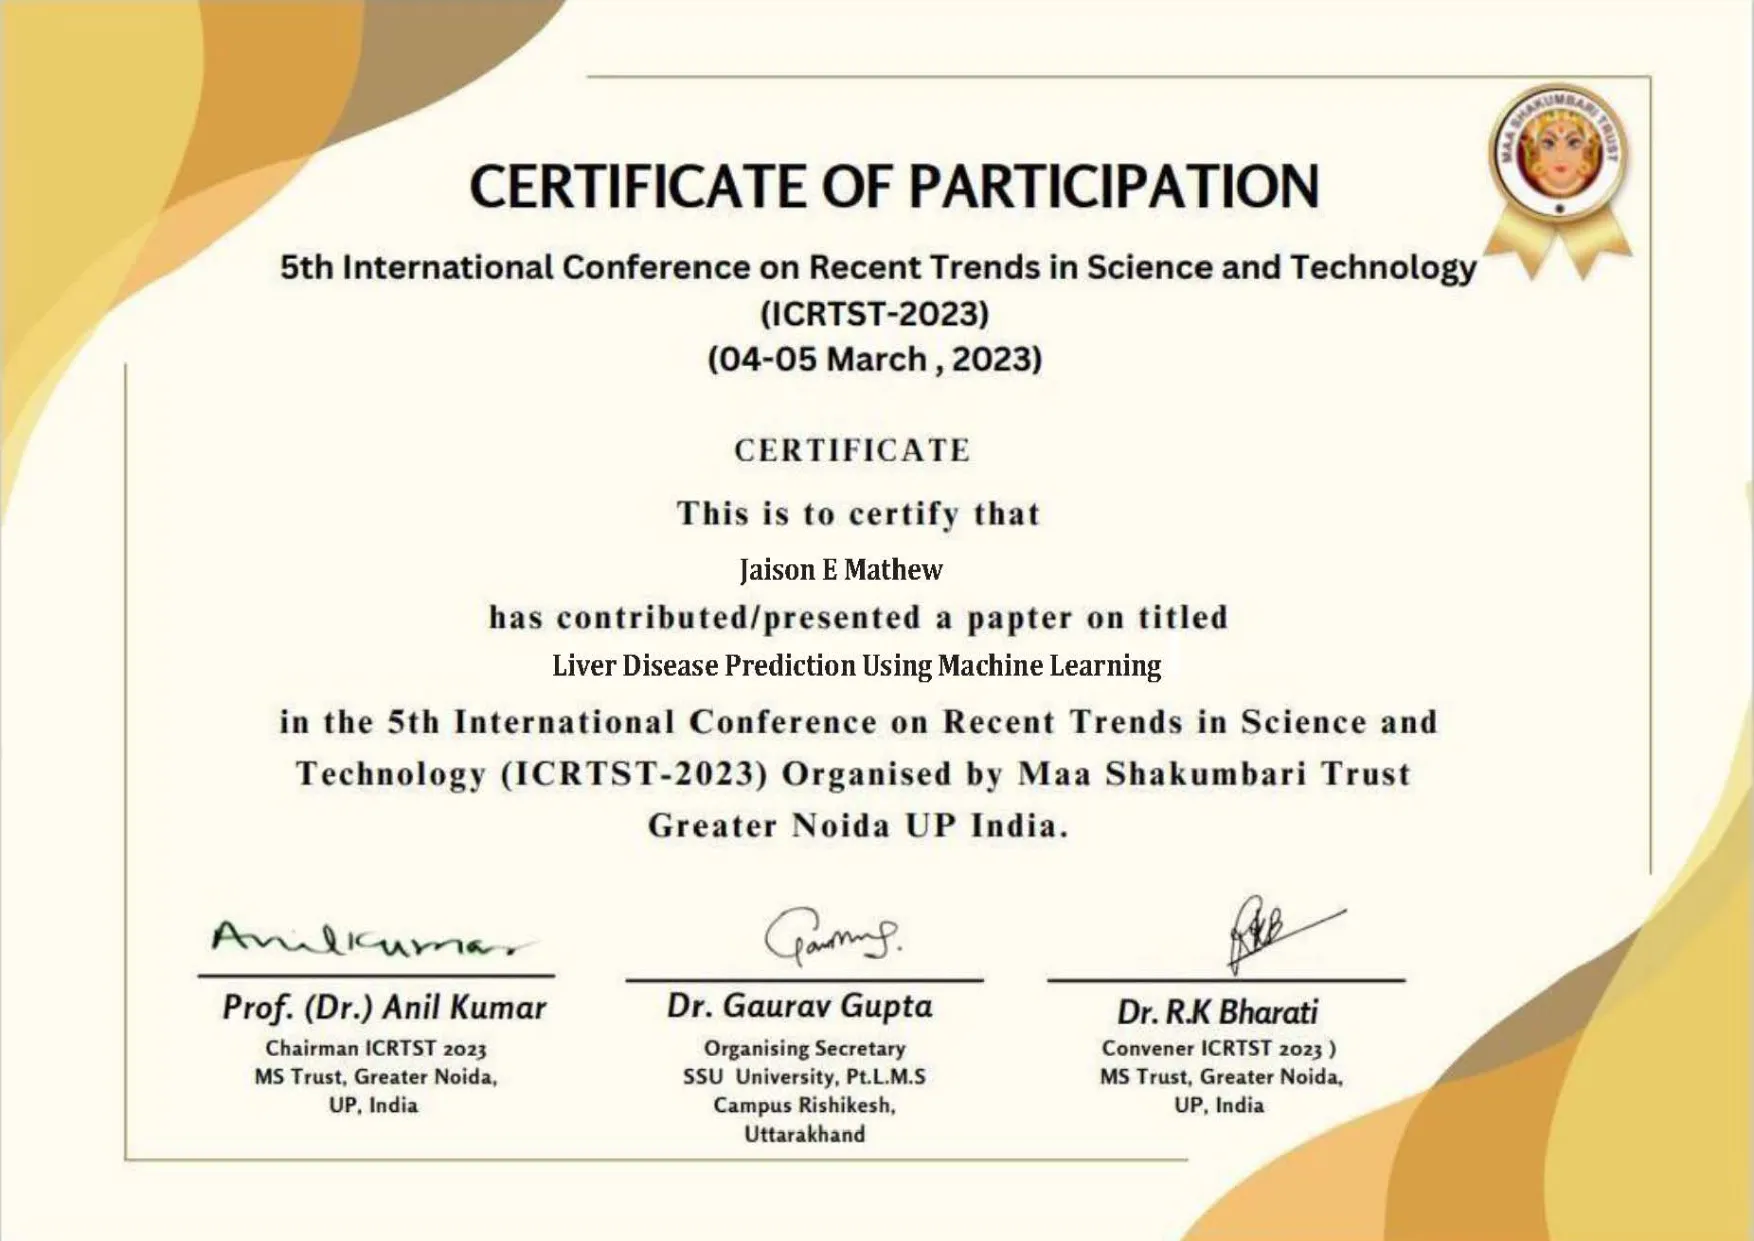 MAA SHAKUMBARI TRUST
CERTIFICATE OF PARTICIPATION
5th International Conference on Recent Trends in Science and Technology
(ICRTST-2023)
(04-05 March , 2023)
CERTIFICATE
This is to certify that
Jaison E Mathew
has contributed/presented a papter on titled
Liver Disease Prediction Using Machine Learning
in the 5th International Conference on Recent Trends in Science and
Technology (ICRTST-2023) Organised by Maa Shakumbari Trust
Greater Noida UP India.
Anilkumar
Prof. (Dr.) Anil Kumar
Chairman ICRTST 2023
MS Trust, Greater Noida,
UP, India
Dr. Gaurav Gupta
Organising Secretary
SSU University, Pt.L.M.S
Campus Rishikesh,
Uttarakhand
Dr. R.K Bharati
Convener ICRTST 2023 )
MS Trust, Greater Noida,
UP, India